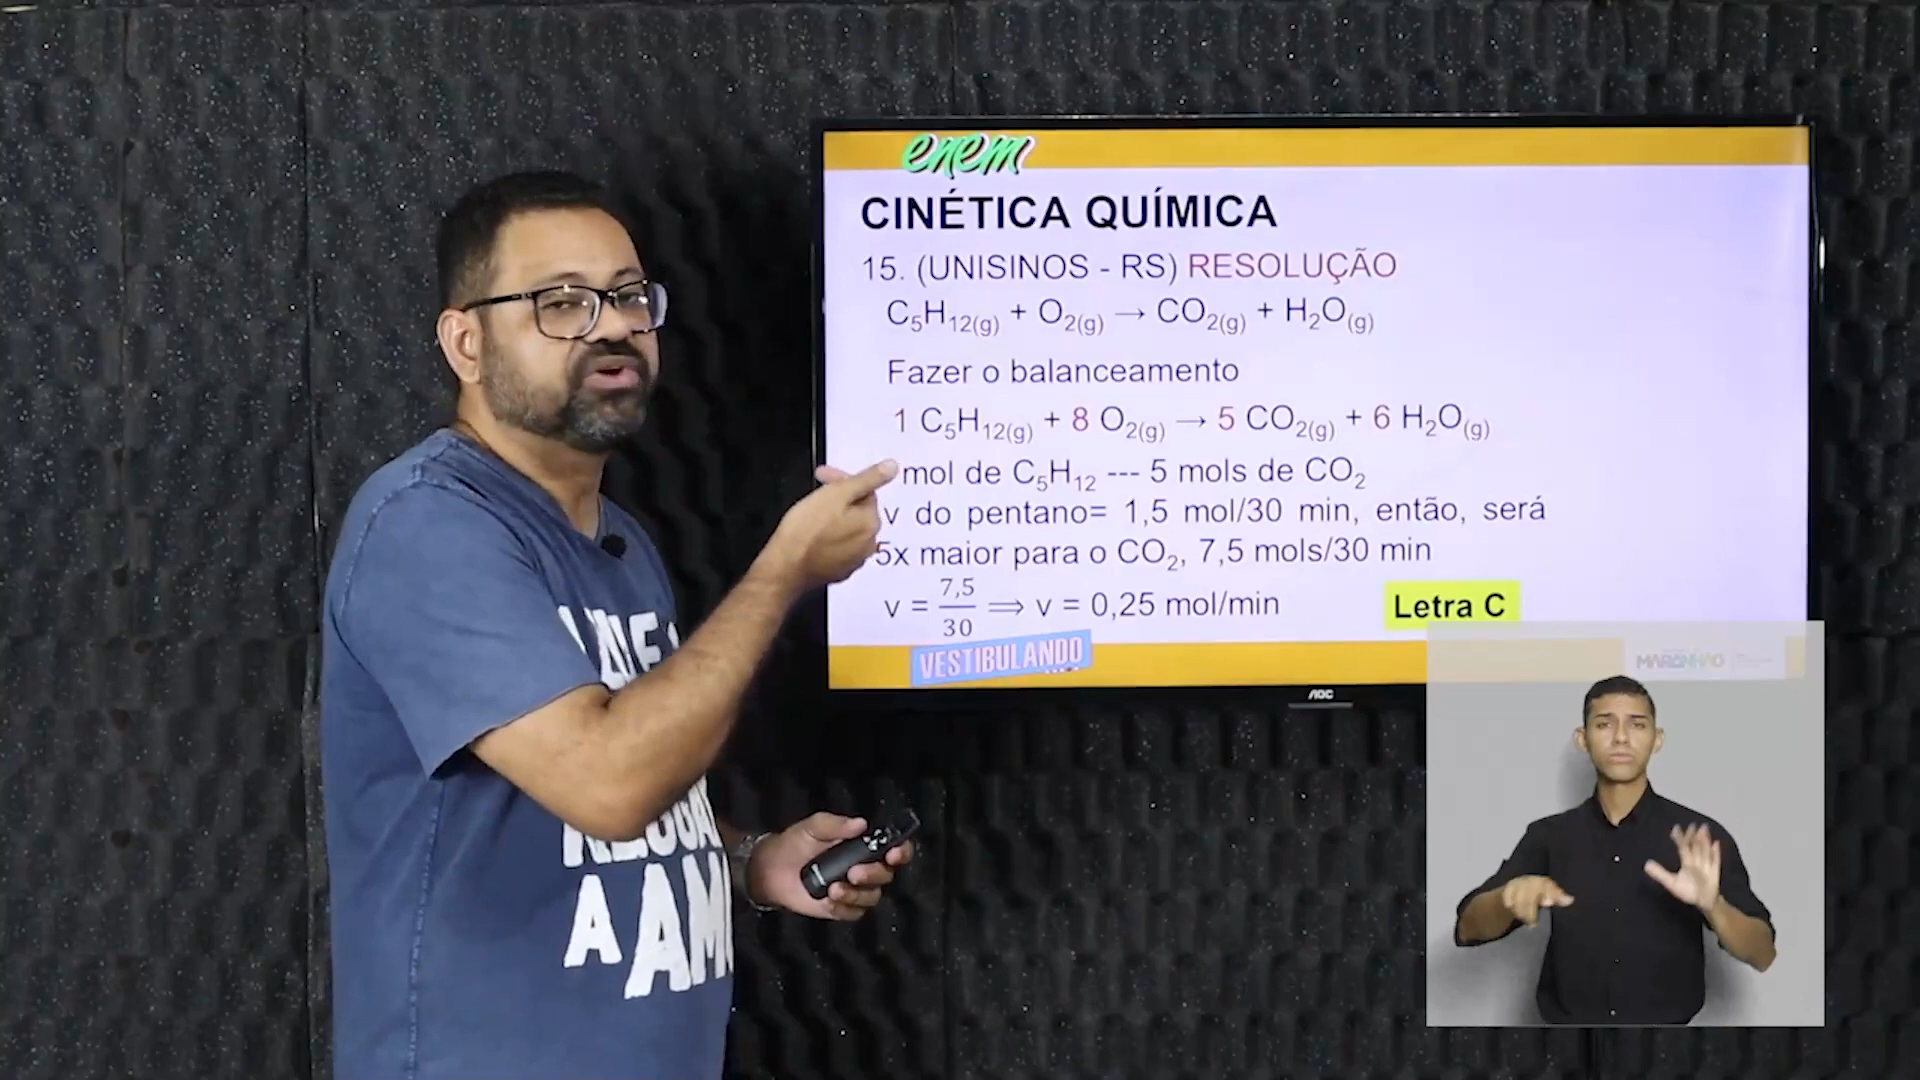 enem
CINÉTICA QUÍMICA
15. (UNISINOS - RS) RESOLUÇÃO
C₅H₁₂(g) + O₂(g) → CO₂(g) + H₂O(g)
Fazer o balanceamento
1 C₅H₁₂(g) + 8 O₂(g) → 5 CO₂(g) + 6 H₂O(g)
mol de C₅H₁₂ --- 5 mols de CO₂
v do pentano= 1,5 mol/30 min, então, será
5x maior para o CO₂, 7,5 mols/30 min
v = 7,5/30 ⟹ v = 0,25 mol/min
Letra C
VESTIBULANDO
MARANHÃO
AOC
A AM